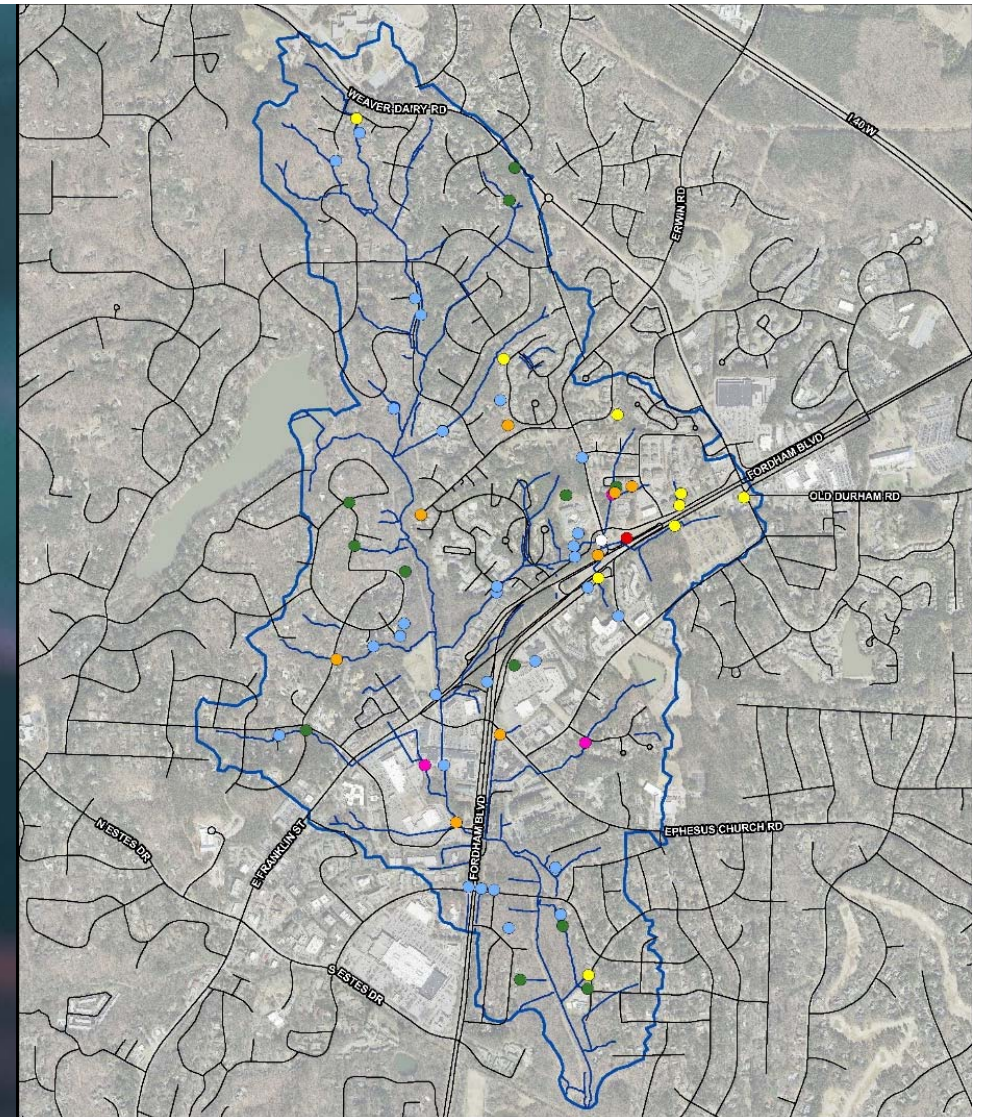 WEAVER DAIRY RD
I 40 W
ERWIN RD
FORDHAM BLVD
OLD DURHAM RD
FORDHAM BLVD
EPHESUS CHURCH RD
N ESTES DR
E FRANKLIN ST
S ESTES DR